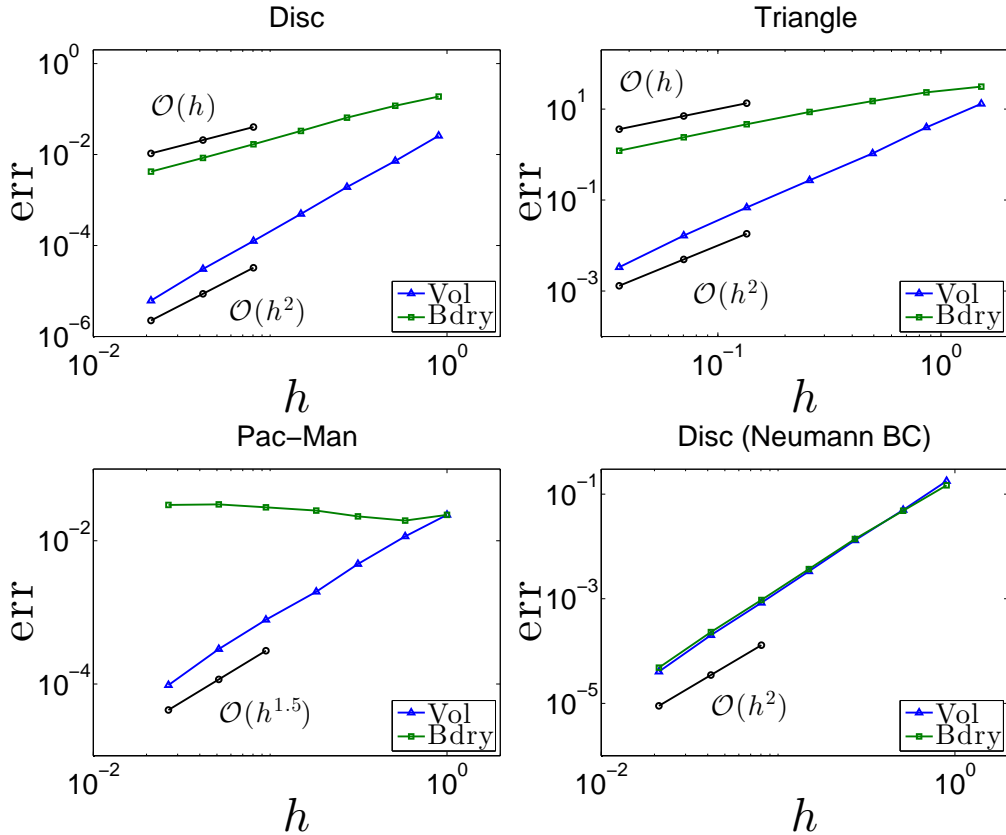 Disc
10^0
10^-2
10^-4
10^-6
err
O(h)
O(h^2)
Vol
Bdry
10^-2
10^0
h
Triangle
10^1
10^-1
10^-3
err
O(h)
O(h^2)
Vol
Bdry
10^-1
10^0
h
Pac-Man
10^-2
10^-4
err
O(h^1.5)
Vol
Bdry
10^-2
10^0
h
Disc (Neumann BC)
10^-1
10^-3
10^-5
err
O(h^2)
Vol
Bdry
10^-2
10^0
h